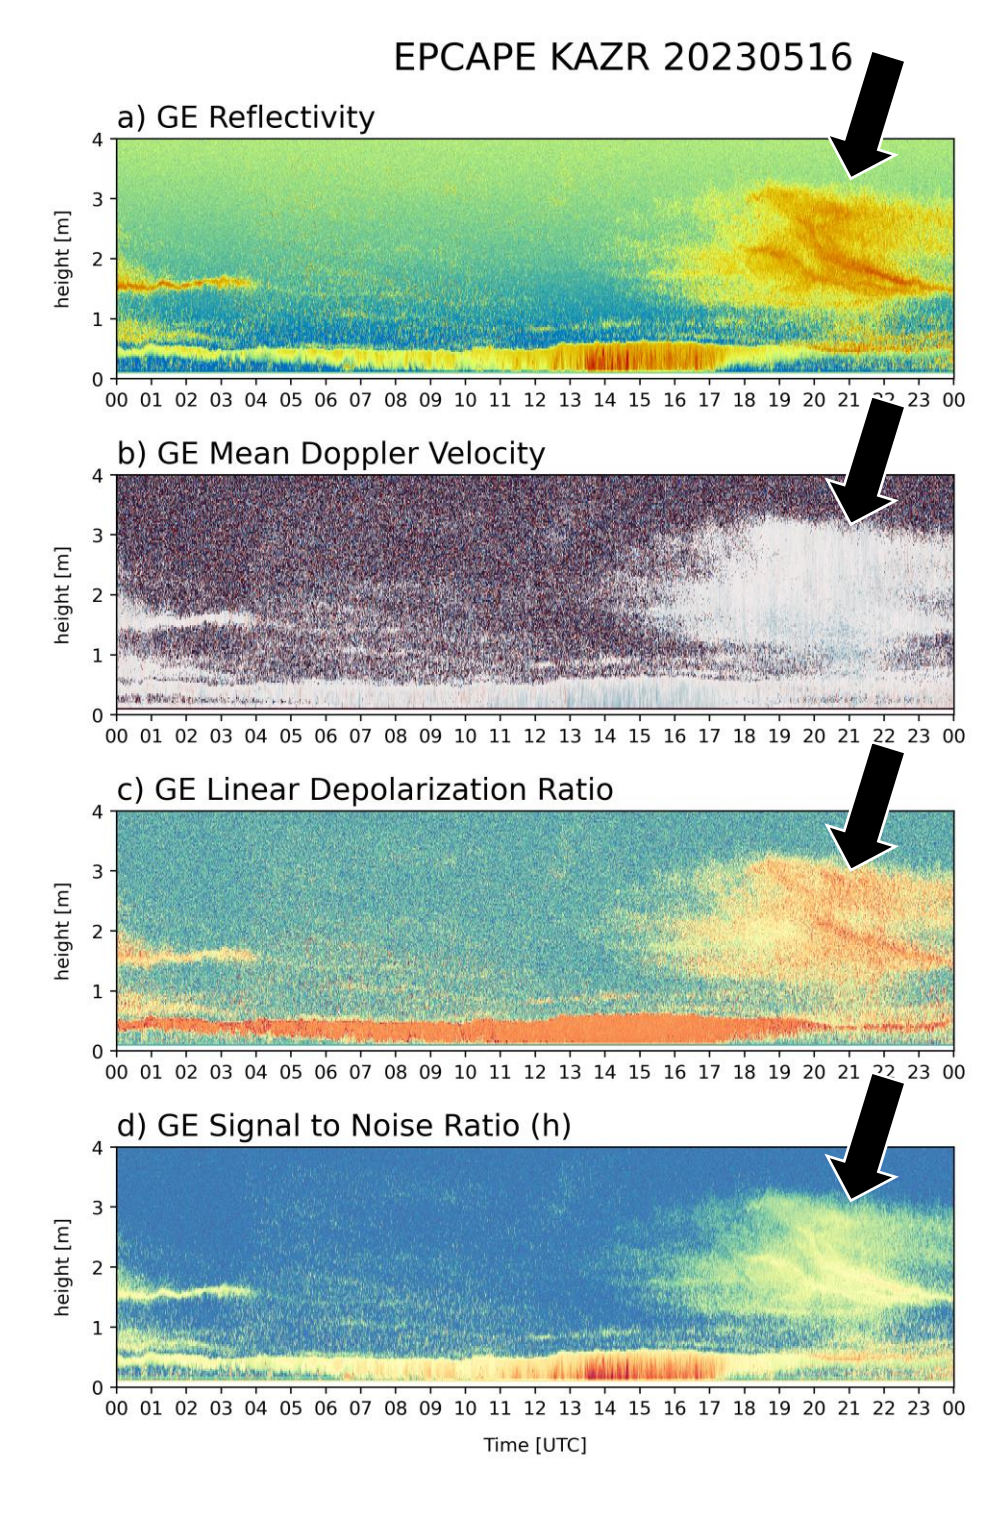 EPCAPE KAZR 20230516
a) GE Reflectivity
4
3
2
1
0
height [m]
00 01 02 03 04 05 06 07 08 09 10 11 12 13 14 15 16 17 18 19 20 21 22 23 00
b) GE Mean Doppler Velocity
4
3
2
1
0
height [m]
00 01 02 03 04 05 06 07 08 09 10 11 12 13 14 15 16 17 18 19 20 21 22 23 00
c) GE Linear Depolarization Ratio
4
3
2
1
0
height [m]
00 01 02 03 04 05 06 07 08 09 10 11 12 13 14 15 16 17 18 19 20 21 22 23 00
d) GE Signal to Noise Ratio (h)
4
3
2
1
0
height [m]
00 01 02 03 04 05 06 07 08 09 10 11 12 13 14 15 16 17 18 19 20 21 22 23 00
Time [UTC]